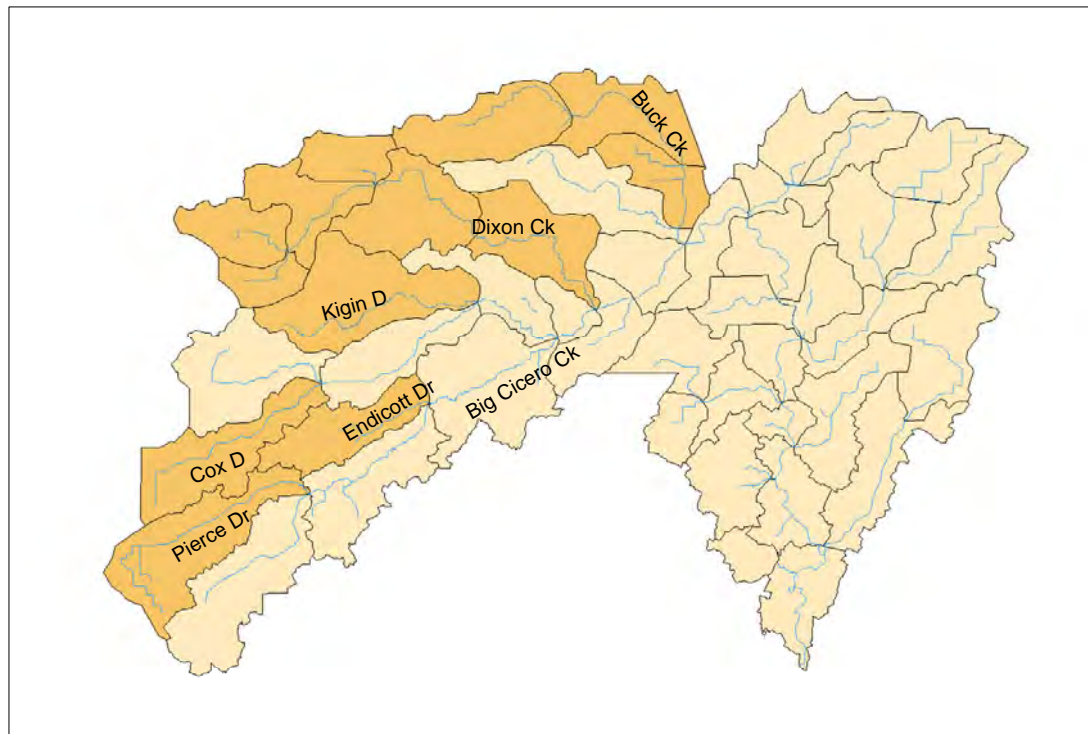 Buck Ck
Dixon Ck
Kigin D
Big Cicero Ck
Endicott Dr
Cox D
Pierce Dr